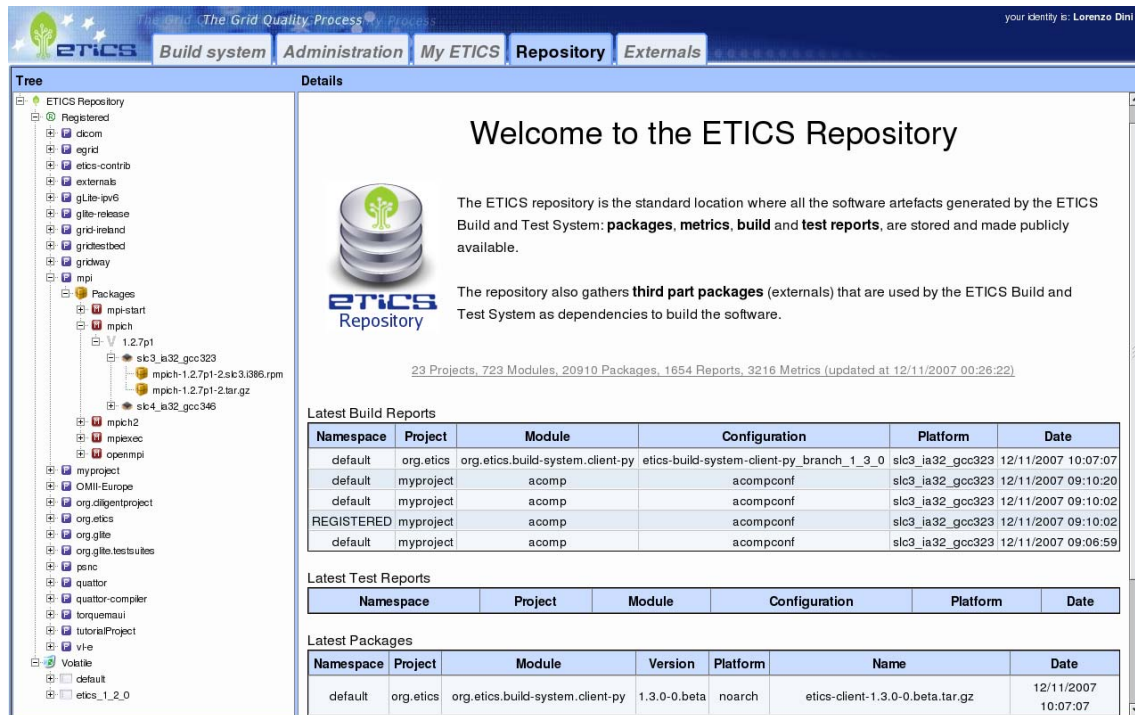 The Grid Quality Process
your identity is: Lorenzo Dini
eTICS
Build system
Administration
My ETICS
Repository
Externals
Tree
ETICS Repository
Registered
dicom
egrid
etics-contrib
externals
gLite-ipv6
glite-release
grid-ireland
gridtestbed
gridway
mpi
Packages
mpi-start
mpich
1.2.7p1
slc3_ia32_gcc323
mpich-1.2.7p1-2.slc3.i386.rpm
mpich-1.2.7p1-2.tar.gz
slc4_ia32_gcc346
mpich2
mpiexec
openmpi
myproject
OMII-Europe
org.diligentproject
org.etics
org.glite
org.glite.testsuites
psnc
quattor
quattor-compiler
torquemaui
tutorialProject
vl-e
Volatile
default
etics_1_2_0
Details
Welcome to the ETICS Repository
eTICS
Repository
The ETICS repository is the standard location where all the software artefacts generated by the ETICS
Build and Test System: packages, metrics, build and test reports, are stored and made publicly
available.
The repository also gathers third part packages (externals) that are used by the ETICS Build and
Test System as dependencies to build the software.
23 Projects, 723 Modules, 20910 Packages, 1654 Reports, 3216 Metrics (updated at 12/11/2007 00:26:22)
Latest Build Reports
Namespace Project Module Configuration Platform Date
default org.etics org.etics.build-system.client-py etics-build-system-client-py_branch_1_3_0 slc3_ia32_gcc323 12/11/2007 10:07:07
default myproject acomp acompconf slc3_ia32_gcc323 12/11/2007 09:10:20
default myproject acomp acompconf slc3_ia32_gcc323 12/11/2007 09:10:02
REGISTERED myproject acomp acompconf slc3_ia32_gcc323 12/11/2007 09:10:02
default myproject acomp acompconf slc3_ia32_gcc323 12/11/2007 09:06:59
Latest Test Reports
Namespace Project Module Configuration Platform Date
Latest Packages
Namespace Project Module Version Platform Name Date
default org.etics org.etics.build-system.client-py 1.3.0-0.beta noarch etics-client-1.3.0-0.beta.tar.gz 12/11/2007
10:07:07